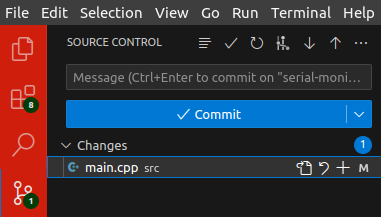 File Edit Selection View Go Run Terminal Help
SOURCE CONTROL
8
Message (Ctrl+Enter to commit on "serial-moni...
Commit
Changes 1
main.cpp src M
1